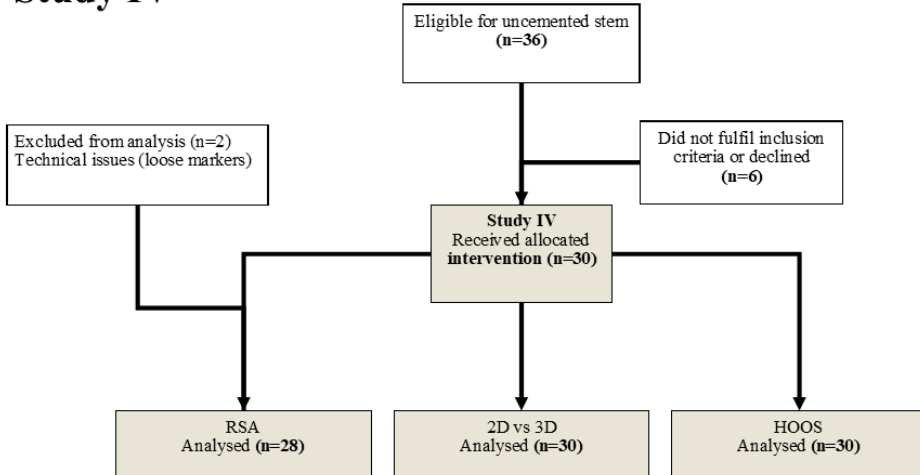 Study IV
Eligible for uncemented stem
(n=36)
Excluded from analysis (n=2)
Technical issues (loose markers)
Did not fulfil inclusion
criteria or declined
(n=6)
Study IV
Received allocated
intervention (n=30)
RSA
Analysed (n=28)
2D vs 3D
Analysed (n=30)
HOOS
Analysed (n=30)